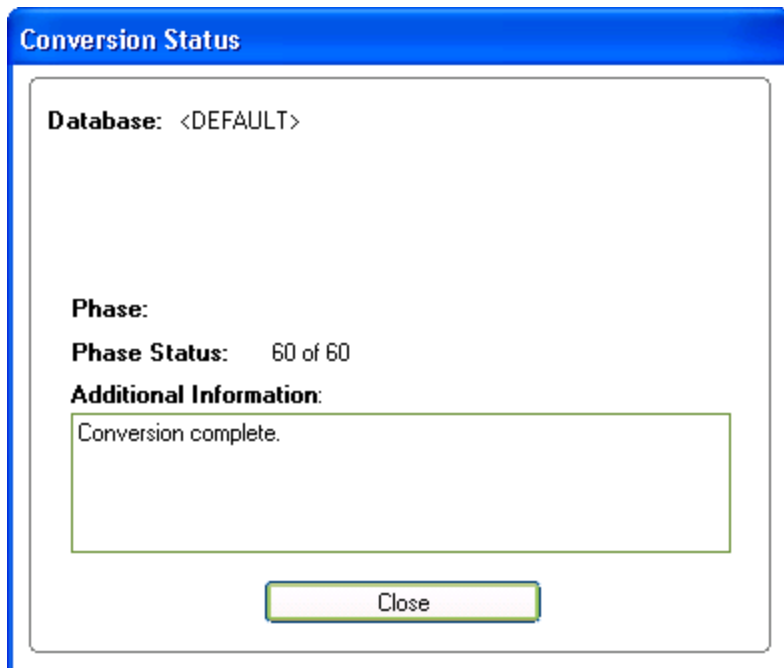 Conversion Status
Database: <DEFAULT>
Phase:
Phase Status: 60 of 60
Additional Information:
Conversion complete.
Close